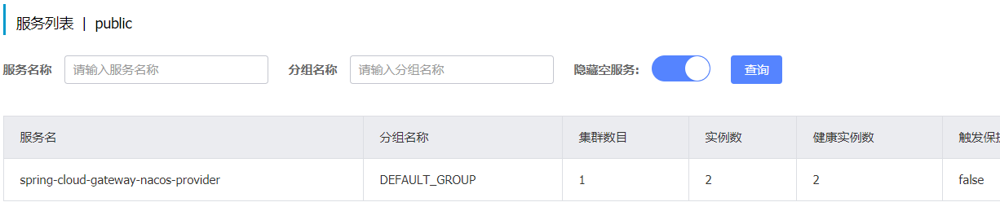 服务列表 | public
服务名称 请输入服务名称 分组名称 请输入分组名称 隐藏空服务: 查询
服务名 分组名称 集群数目 实例数 健康实例数 触发保
spring-cloud-gateway-nacos-provider DEFAULT_GROUP 1 2 2 false